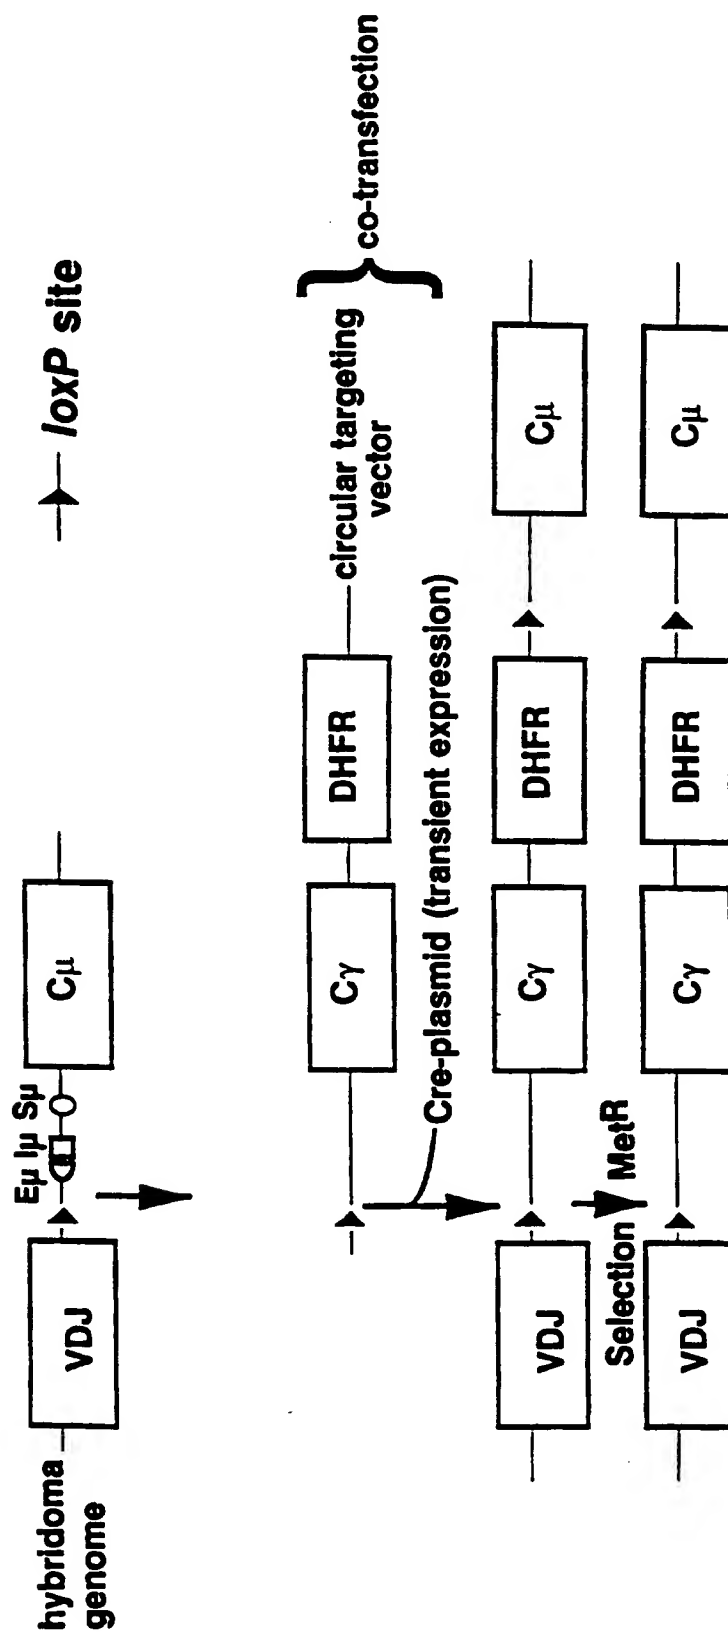 loxP site
Eμ Iμ Sμ
hybridoma
genome
VDJ
Cμ
Cγ
DHFR
circular targeting
vector
co-transfection
Cre-plasmid (transient expression)
VDJ
Cγ
DHFR
Cμ
Selection MetR
VDJ
Cγ
DHFR
Cμ